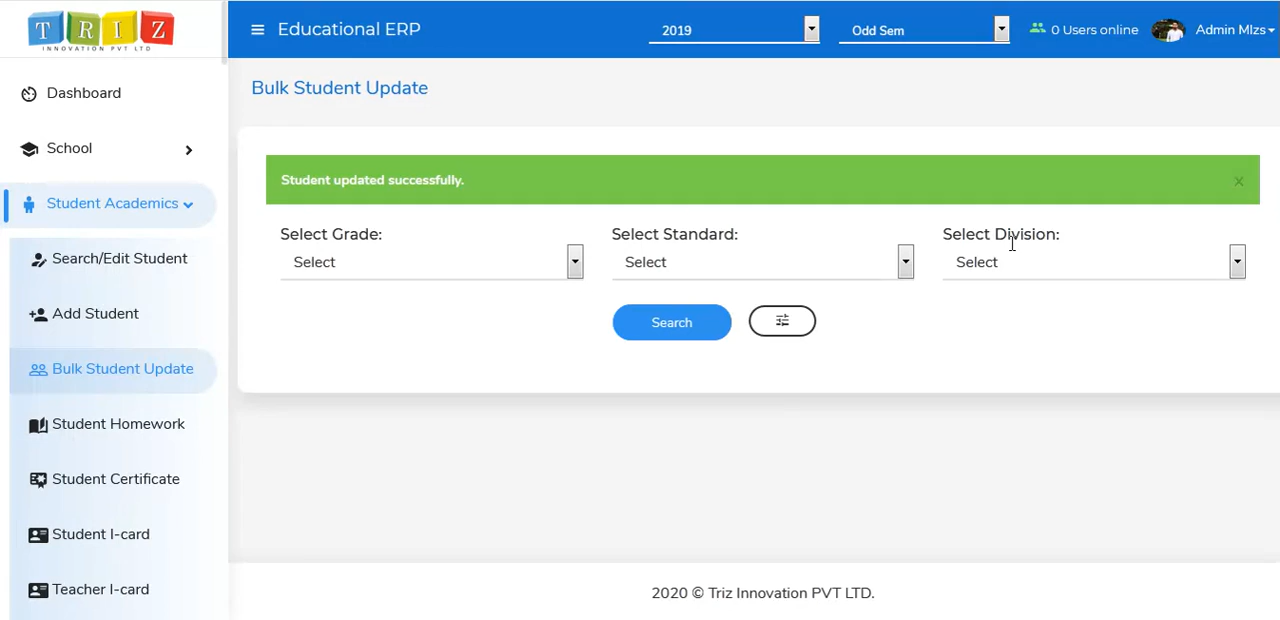 TRIZ
INNOVATION PVT LTD
Educational ERP
2019
Odd Sem
0 Users online
Admin Mlzs
Dashboard
School
Student Academics
Search/Edit Student
Add Student
Bulk Student Update
Student Homework
Student Certificate
Student I-card
Teacher I-card
Bulk Student Update
Student updated successfully.
x
Select Grade:
Select Standard:
Select Division:
Select
Select
Select
Search
2020 © Triz Innovation PVT LTD.